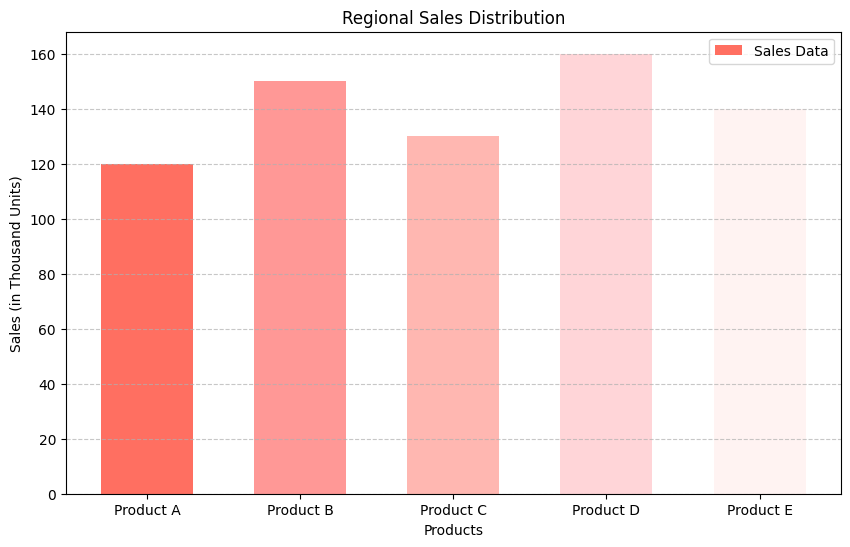 Regional Sales Distribution
Sales Data
160
140
120
100
80
60
40
20
0
Sales (in Thousand Units)
Product A
Product B
Product C
Product D
Product E
Products